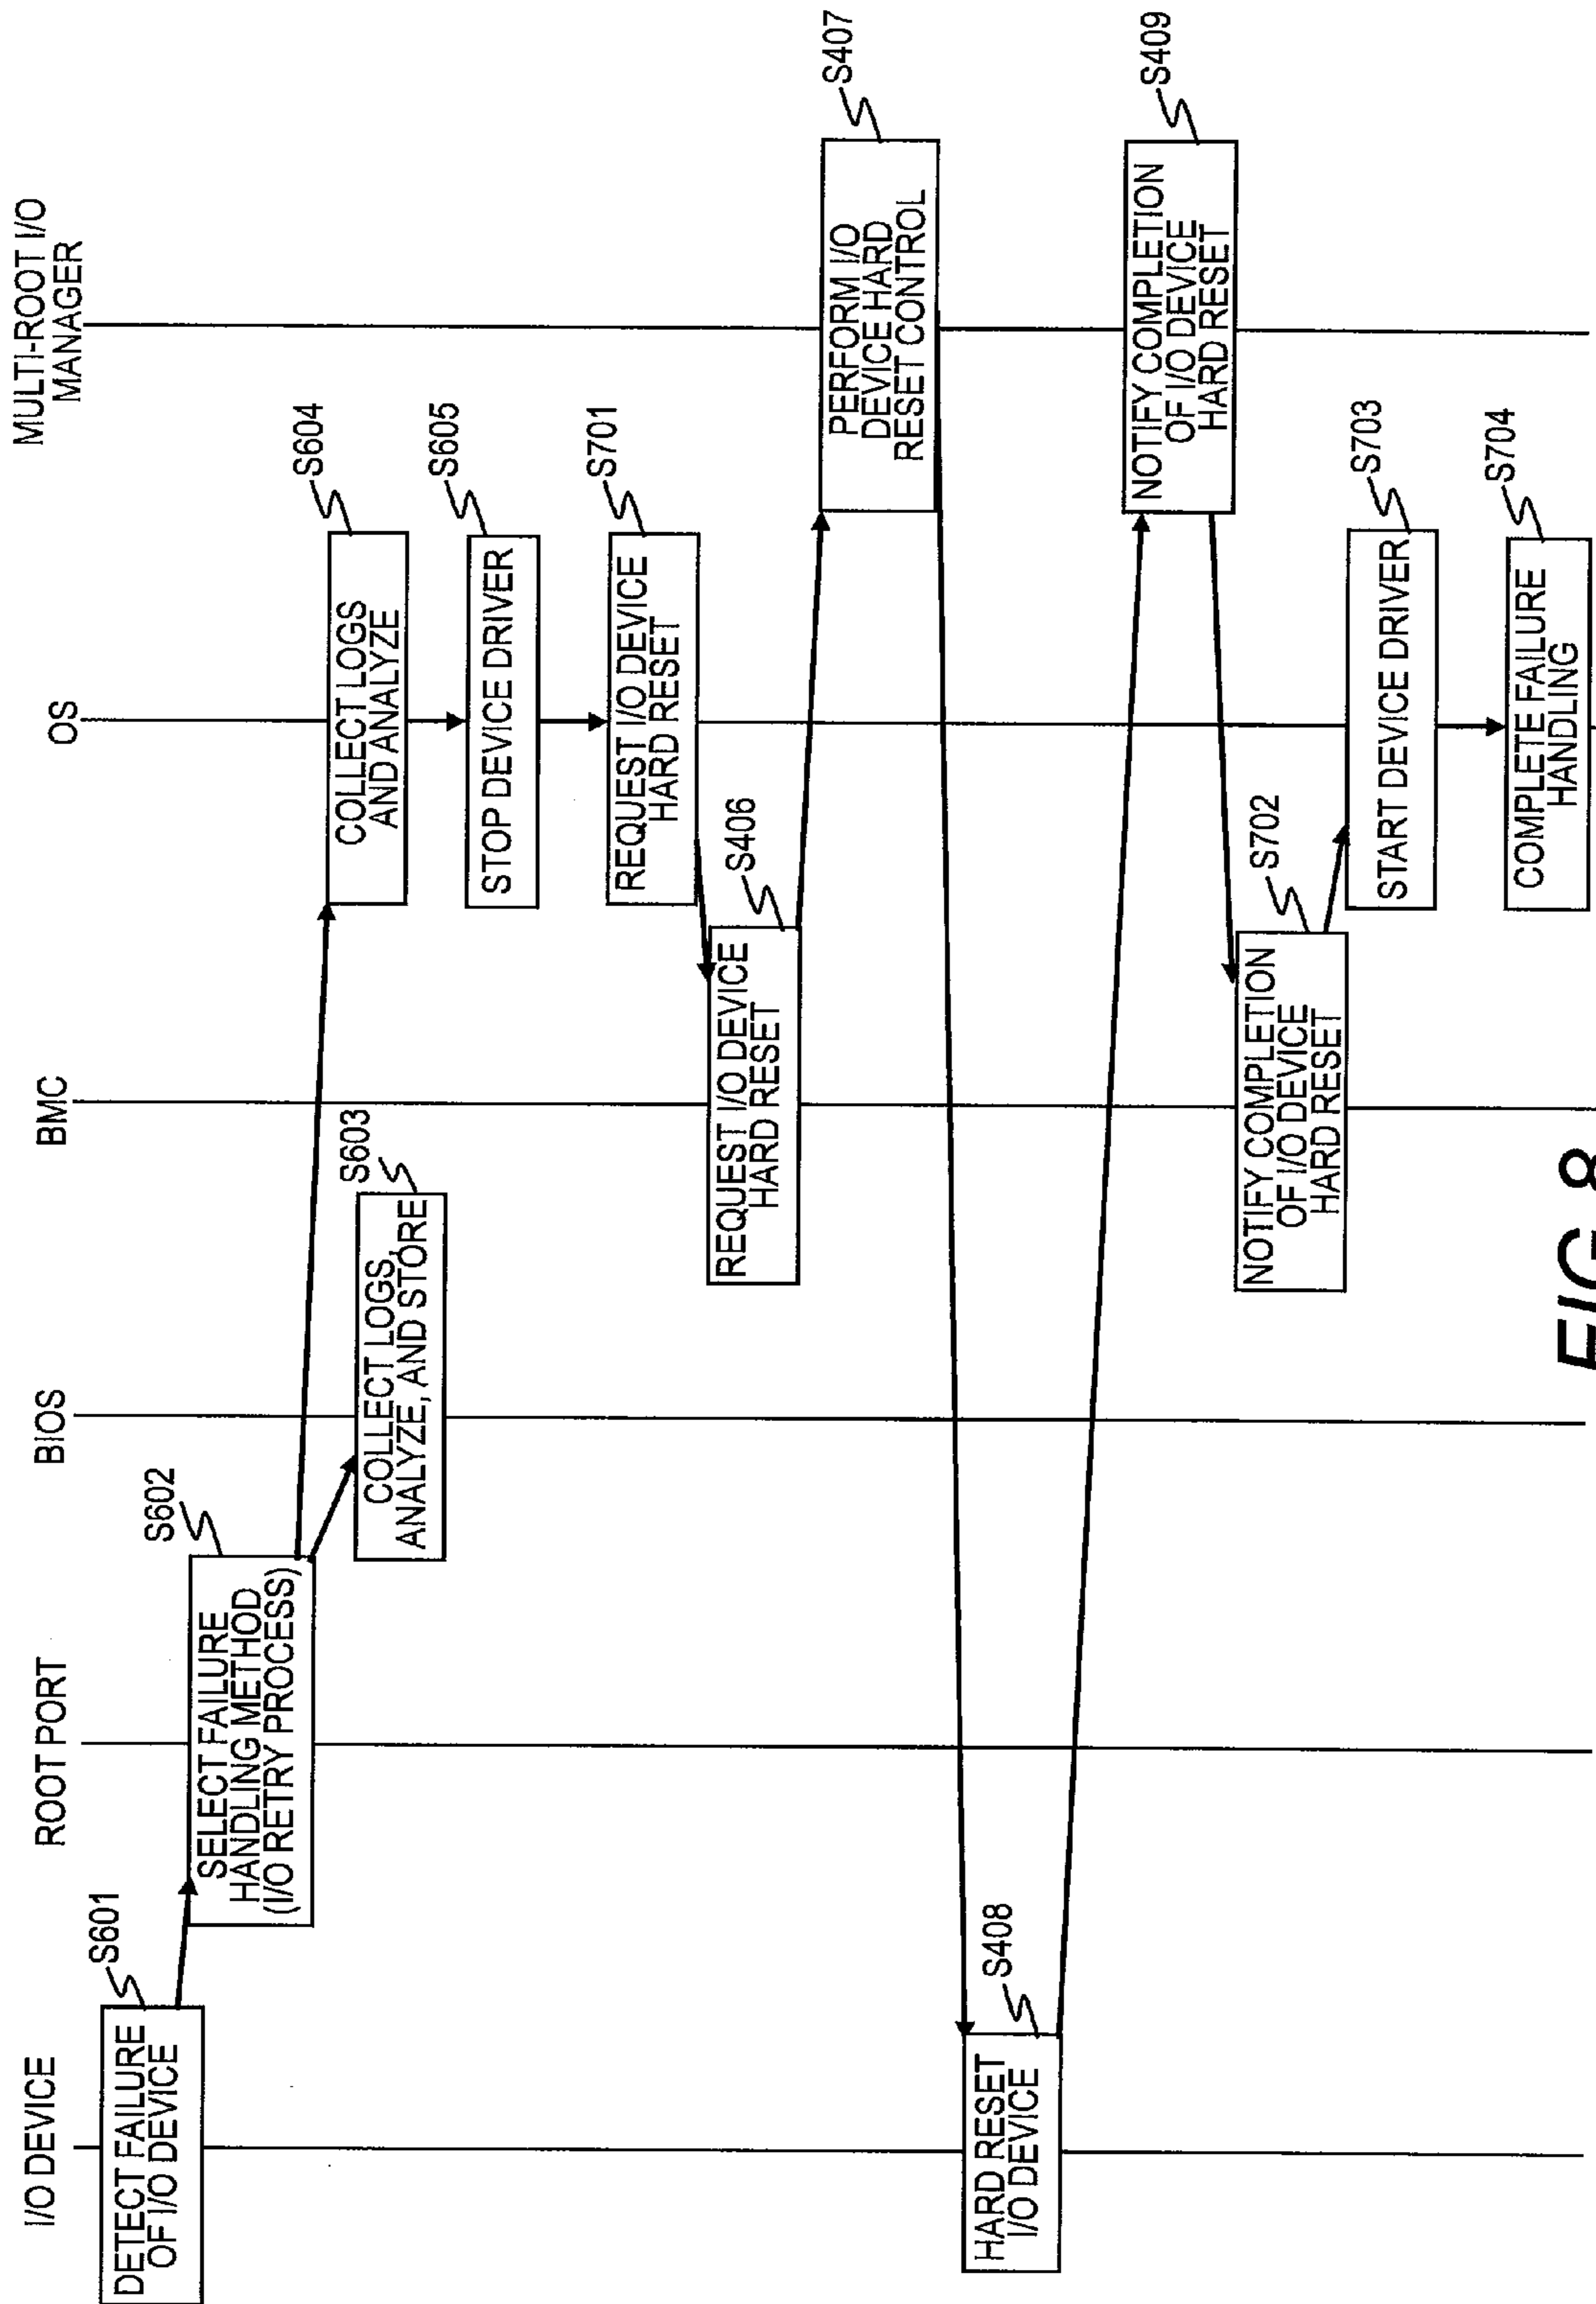 I/O DEVICE
ROOT PORT
BIOS
BMC
OS
MULTI-ROOT I/O
MANAGER
S601
DETECT FAILURE
OF I/O DEVICE
S602
SELECT FAILURE
HANDLING METHOD
(I/O RETRY PROCESS)
S604
COLLECT LOGS
AND ANALYZE
S603
COLLECT LOGS,
ANALYZE, AND STORE
S605
STOP DEVICE DRIVER
S701
REQUEST I/O DEVICE
HARD RESET
S406
REQUEST I/O DEVICE
HARD RESET
S407
PERFORM I/O
DEVICE HARD
RESET CONTROL
S408
HARD RESET
I/O DEVICE
S409
NOTIFY COMPLETION
OF I/O DEVICE
HARD RESET
S702
NOTIFY COMPLETION
OF I/O DEVICE
HARD RESET
S703
START DEVICE DRIVER
S704
COMPLETE FAILURE
HANDLING
FIG. 8